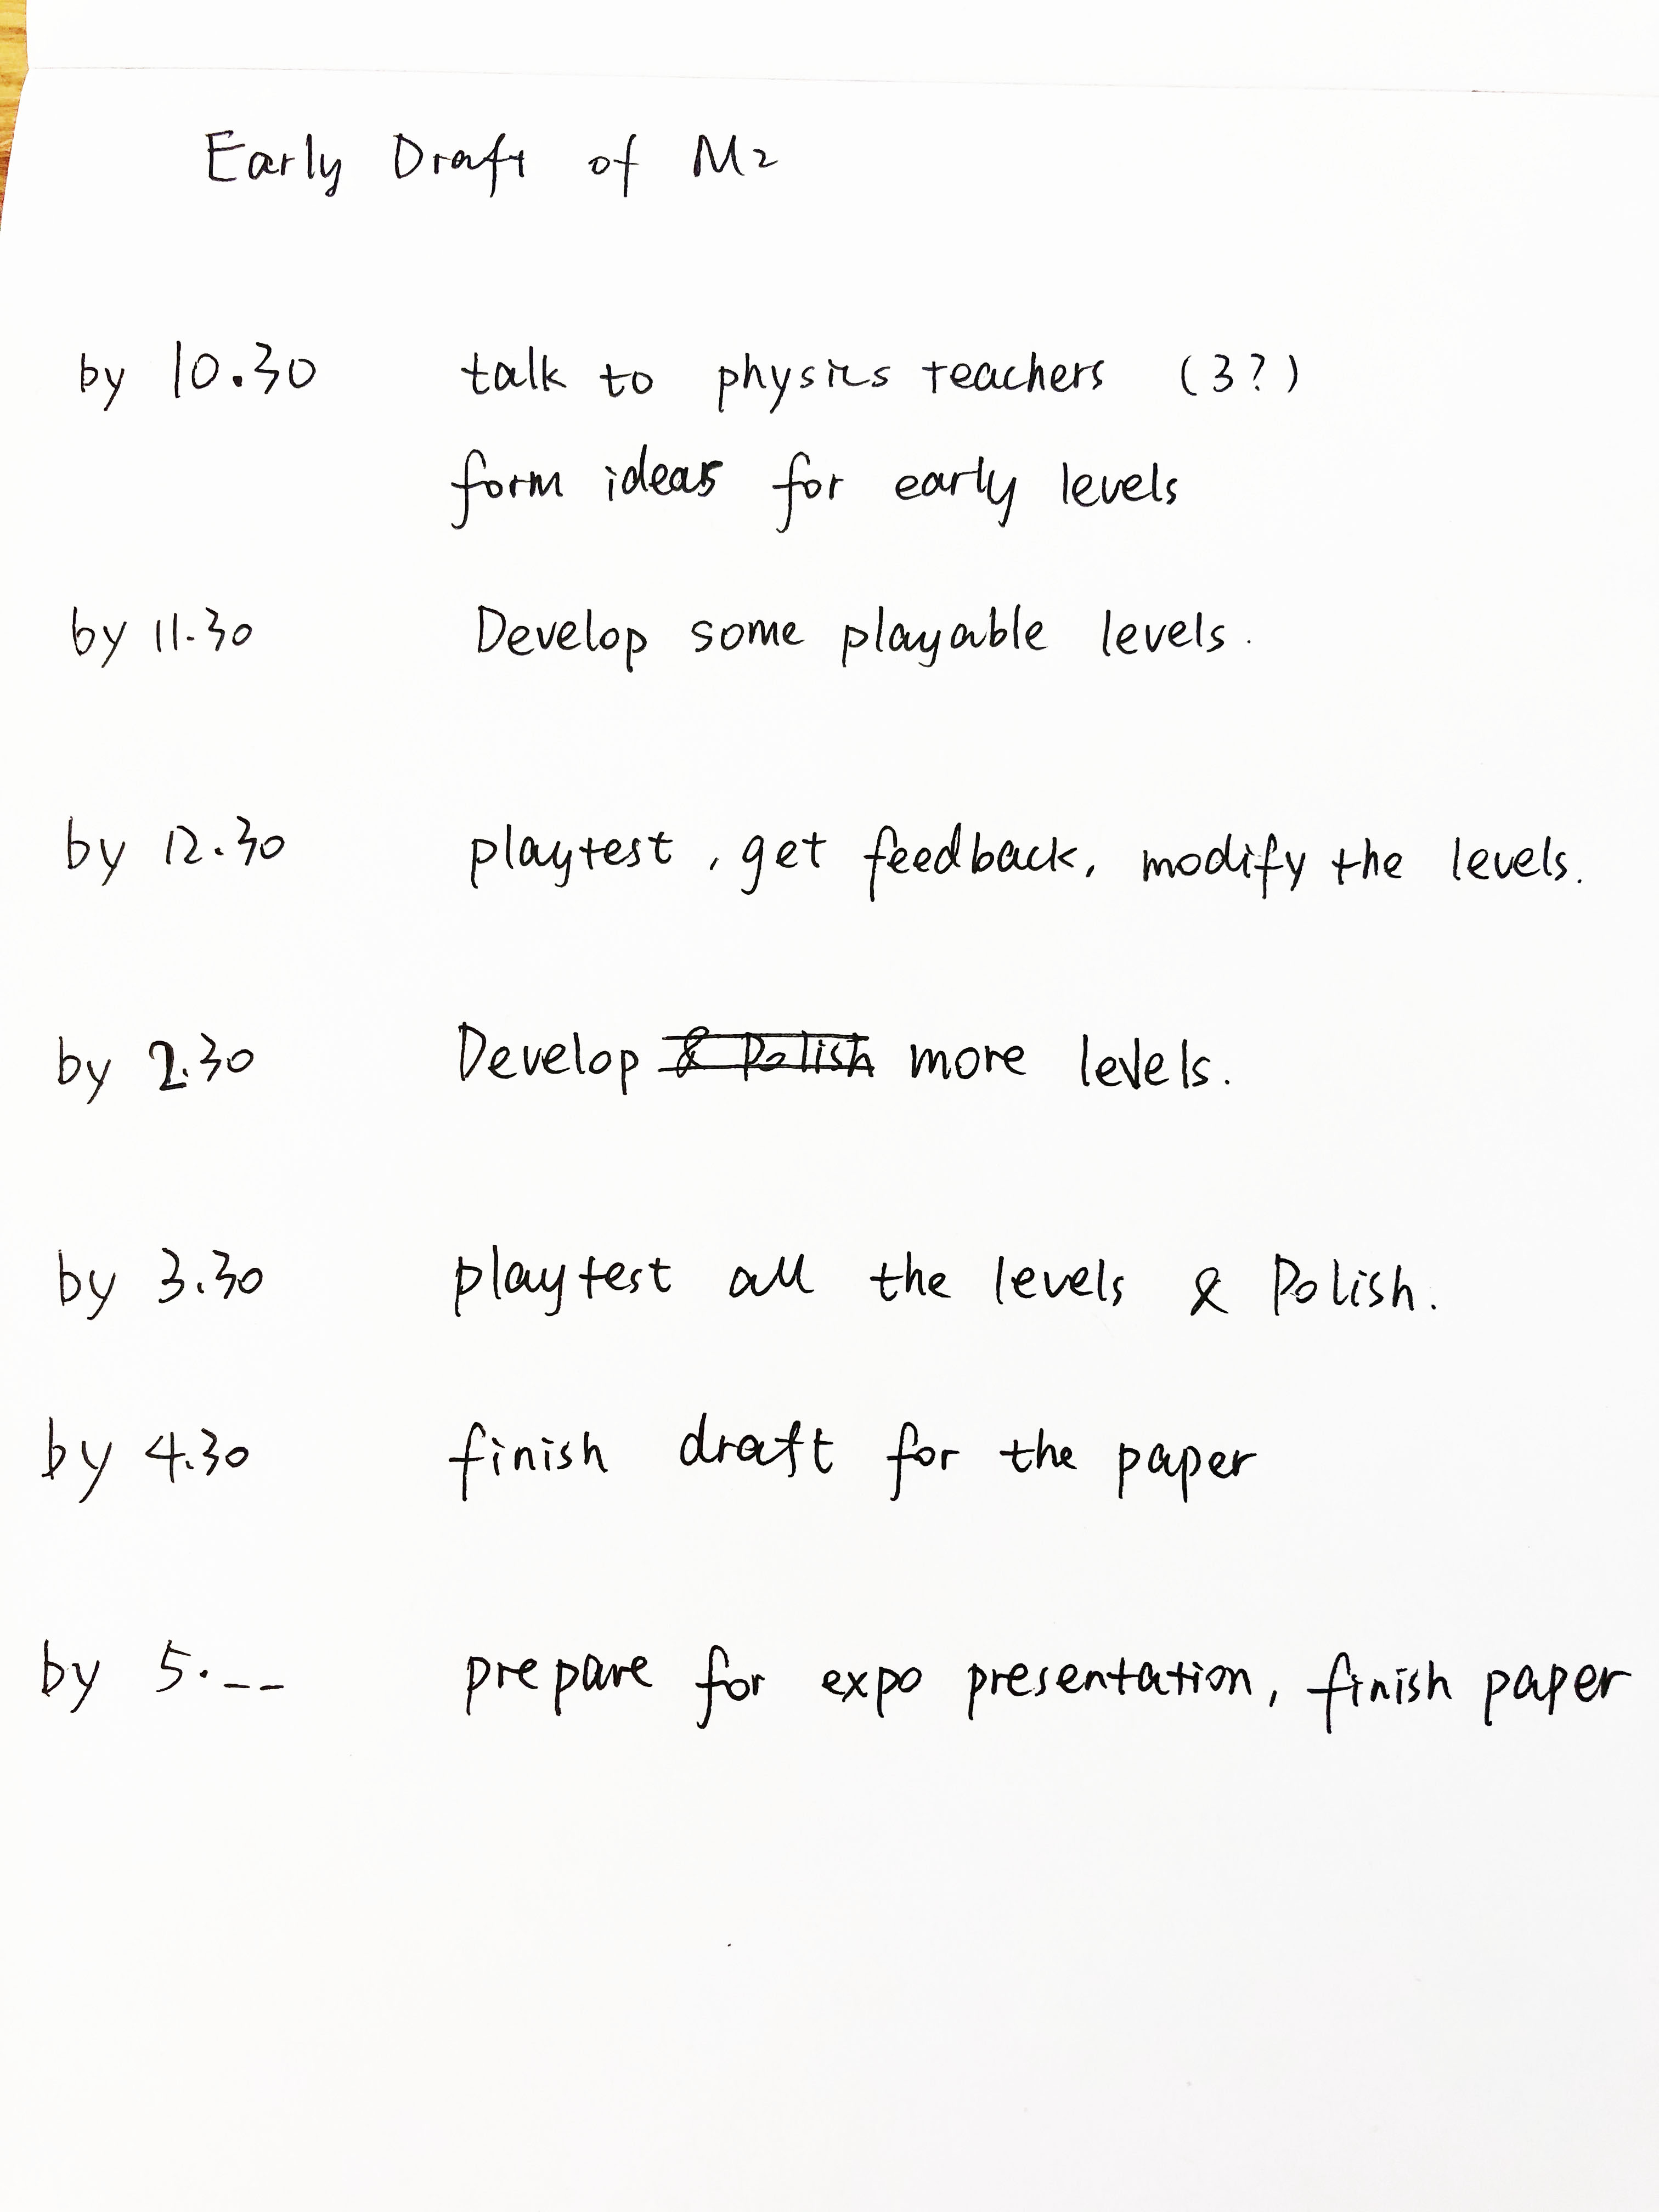 Early Draft of M2
by 10.30 talk to physics teachers (3?)
form ideas for early levels
by 11.30 Develop some playable levels.
by 12.30 playtest, get feedback, modify the levels.
by 2.30 Develop & Polish more levels.
by 3.30 playtest all the levels & Polish.
by 4.30 finish draft for the paper
by 5.-- prepare for expo presentation, finish paper